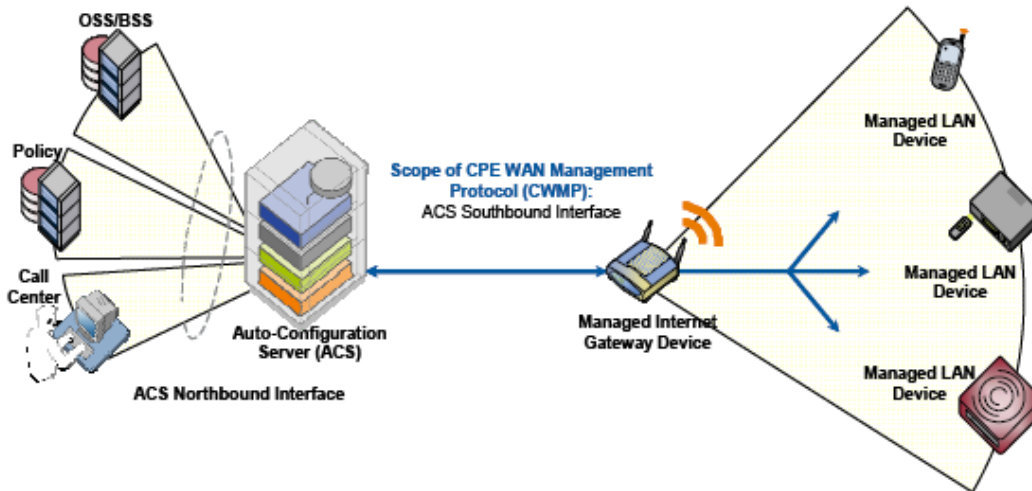 OSS/BSS
Policy
Call
Center
Auto-Configuration
Server (ACS)
ACS Northbound Interface
Scope of CPE WAN Management
Protocol (CWMP):
ACS Southbound Interface
Managed Internet
Gateway Device
Managed LAN
Device
Managed LAN
Device
Managed LAN
Device